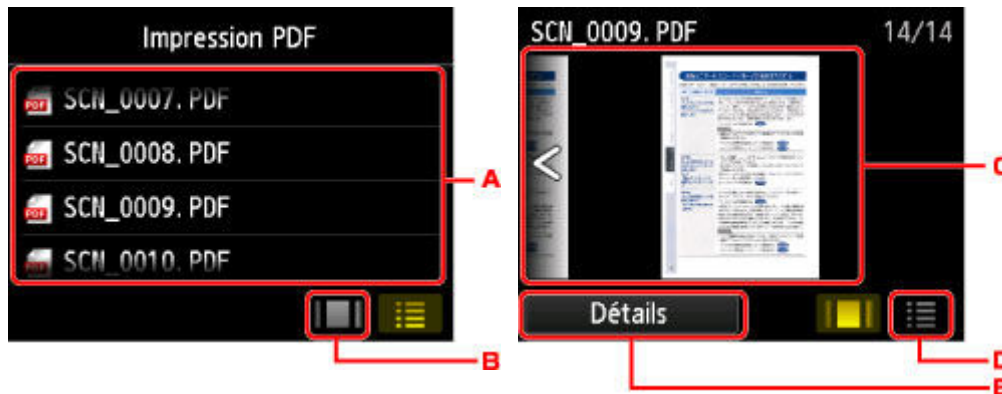 Impression PDF
SCN_0007.PDF
SCN_0008.PDF
SCN_0009.PDF
SCN_0010.PDF
A
B
SCN_0009.PDF 14/14
C
Détails
D
E